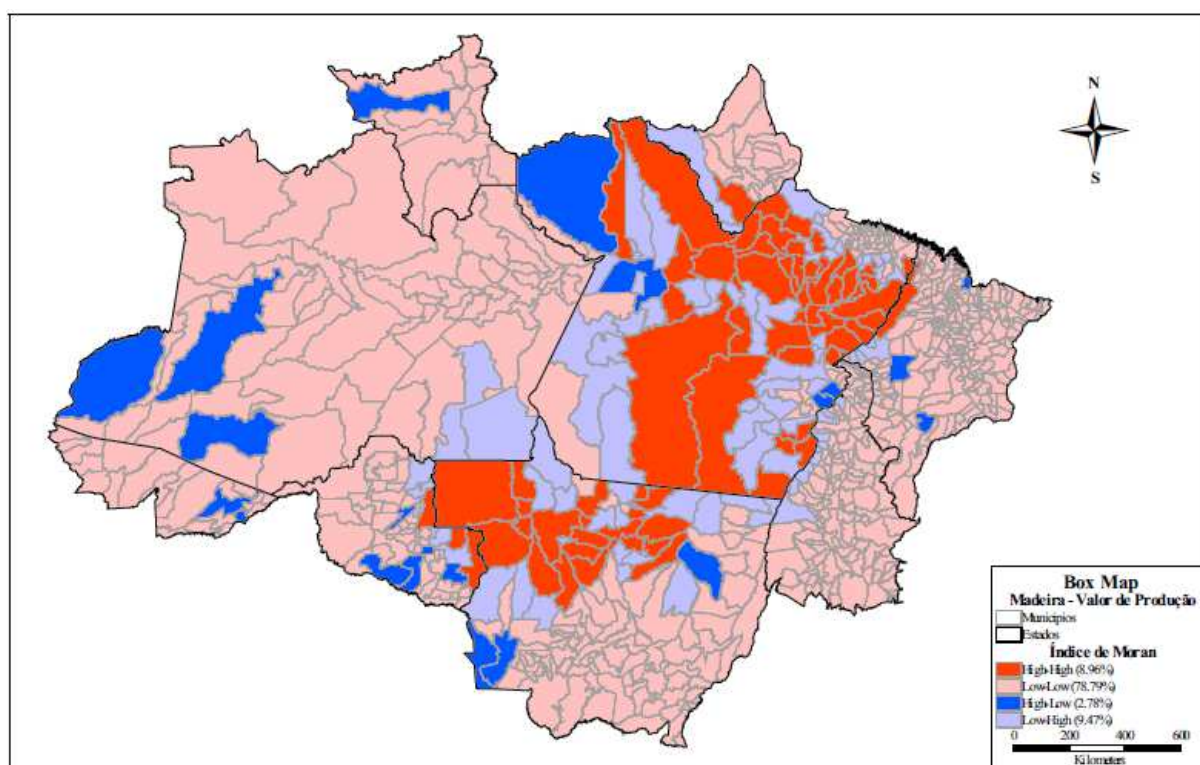 N
S
Box Map
Madeira - Valor de Produção
Municípios
Estados
Índice de Moran
High-High (8.96%)
Low-Low (78.79%)
High-Low (2.78%)
Low-High (9.47%)
0 200 400 600
Kilometers